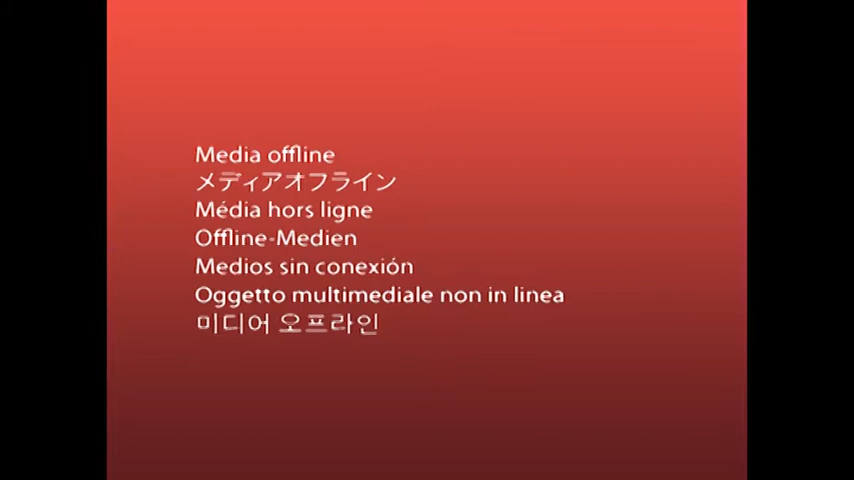 Media offline
メディアオフライン
Média hors ligne
Offline-Medien
Medios sin conexión
Oggetto multimediale non in linea
미디어 오프라인